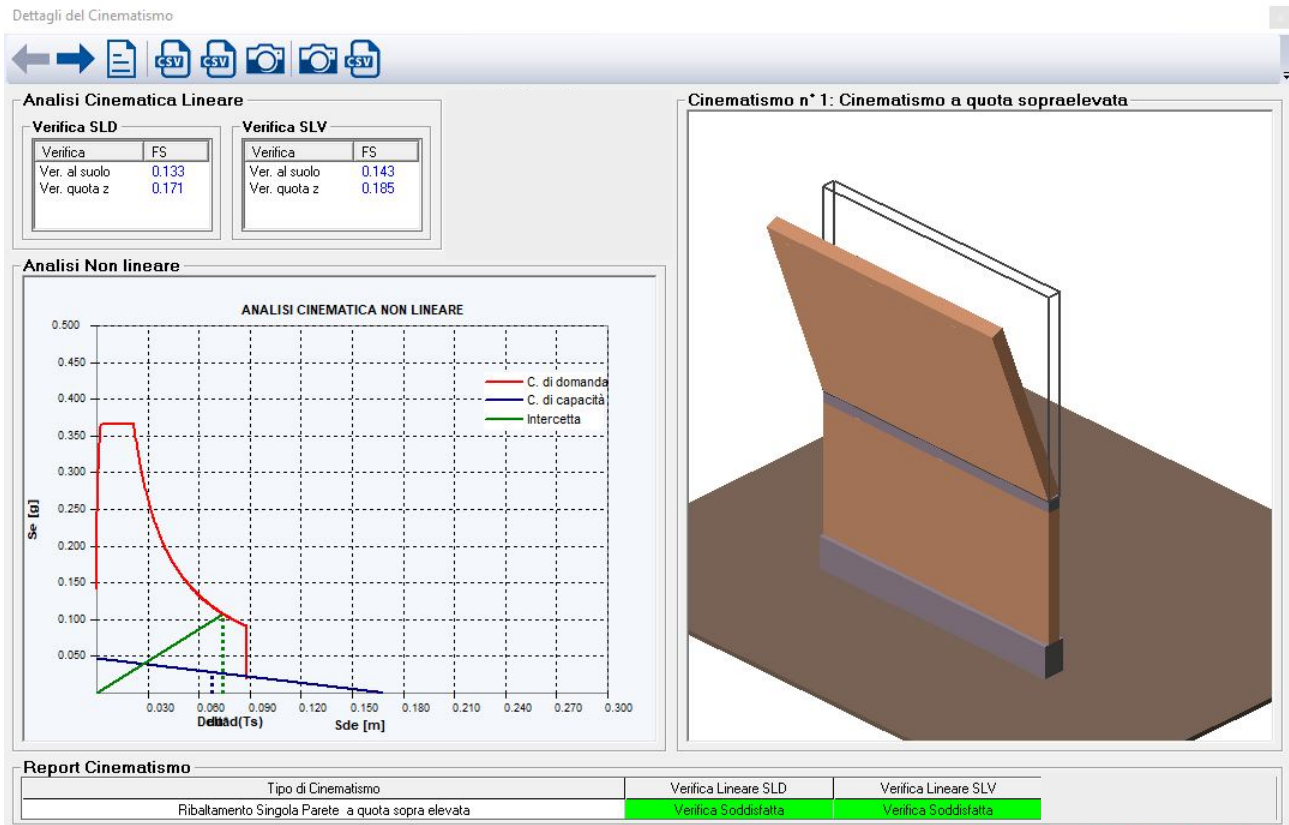 Dettagli del Cinematismo
CSV CSV CSV
Analisi Cinematica Lineare
Verifica SLD
Verifica FS
Ver. al suolo 0.133
Ver. quota z 0.171
Verifica SLV
Verifica FS
Ver. al suolo 0.143
Ver. quota z 0.185
Cinematismo n° 1: Cinematismo a quota sopraelevata
Analisi Non lineare
ANALISI CINEMATICA NON LINEARE
C. di domanda
C. di capacità
Intercetta
Se [g]
0.500
0.450
0.400
0.350
0.300
0.250
0.200
0.150
0.100
0.050
0.030 0.060 0.090 0.120 0.150 0.180 0.210 0.240 0.270 0.300
Sde [m]
Report Cinematismo
Tipo di Cinematismo Verifica Lineare SLD Verifica Lineare SLV
Ribaltamento Singola Parete a quota sopra elevata Verifica Soddisfatta Verifica Soddisfatta